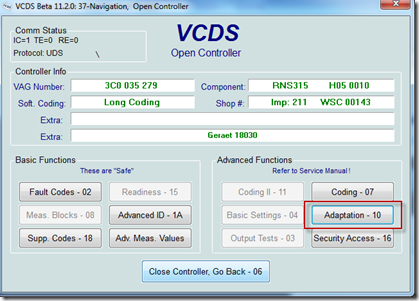 VCDS Beta 11.2.0: 37-Navigation,  Open Controller
Comm Status
IC=1  TE=0   RE=0
Protocol: UDS
\
VCDS
Open Controller
Controller Info
VAG Number: 3C0 035 279 Component: RNS315 H05 0010
Soft. Coding: Long Coding Shop #: Imp: 211 WSC 00143
Extra:
Extra: Geraet 18030
Basic Functions
These are "Safe"
Fault Codes - 02 Readiness - 15
Meas. Blocks - 08 Advanced ID - 1A
Supp. Codes - 18 Adv. Meas. Values
Advanced Functions
Refer to Service Manual !
Coding II - 11 Coding - 07
Basic Settings - 04 Adaptation - 10
Output Tests - 03 Security Access - 16
Close Controller, Go Back - 06